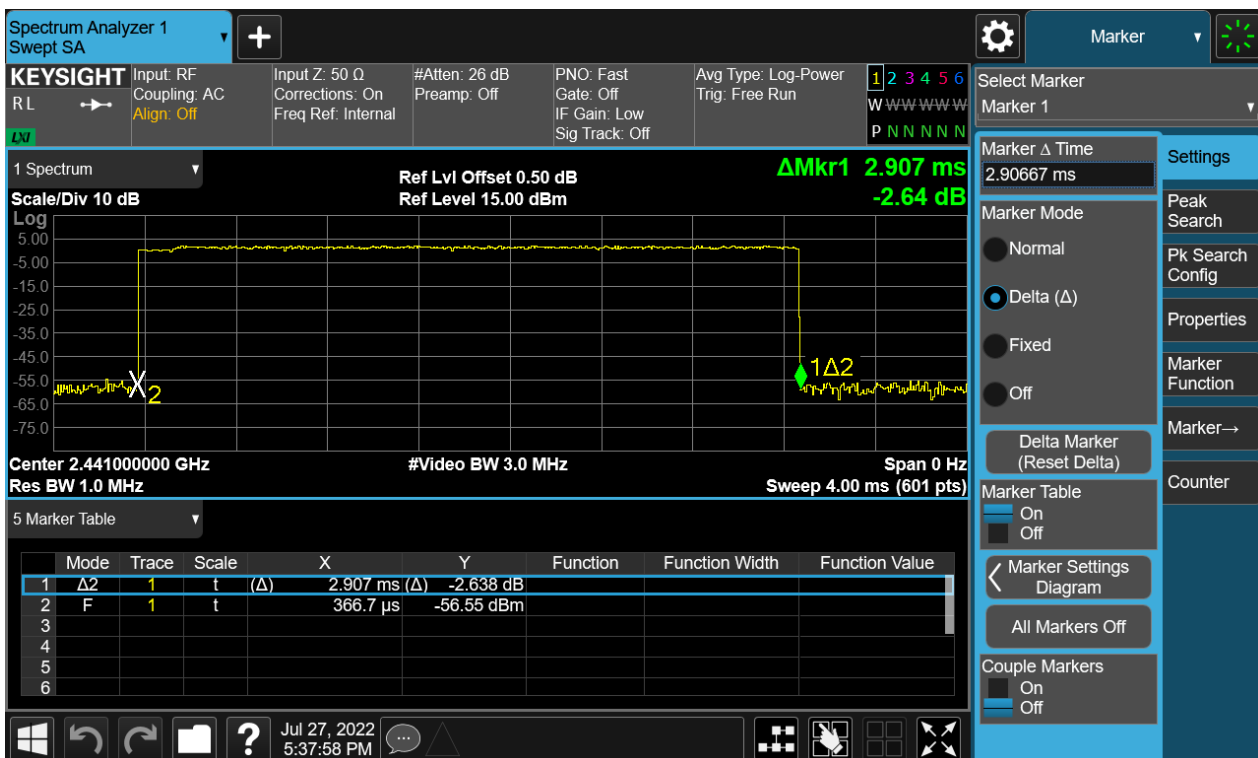 Spectrum Analyzer 1
Swept SA
+
Marker
KEYSIGHT
R L
LXI
Input: RF
Coupling: AC
Align: Off
Input Z: 50 Ω
Corrections: On
Freq Ref: Internal
#Atten: 26 dB
Preamp: Off
PNO: Fast
Gate: Off
IF Gain: Low
Sig Track: Off
Avg Type: Log-Power
Trig: Free Run
1 2 3 4 5 6
W W W W W W
P N N N N N
1 Spectrum
Scale/Div 10 dB
Ref Lvl Offset 0.50 dB
Ref Level 15.00 dBm
ΔMkr1 2.907 ms
-2.64 dB
Log
5.00
-5.00
-15.0
-25.0
-35.0
-45.0
-55.0
-65.0
-75.0
2
1Δ2
Center 2.441000000 GHz
Res BW 1.0 MHz
#Video BW 3.0 MHz
Span 0 Hz
Sweep 4.00 ms (601 pts)
5 Marker Table
Mode Trace Scale X Y Function Function Width Function Value
1 Δ2 1 t (Δ) 2.907 ms (Δ) -2.638 dB
2 F 1 t 366.7 µs -56.55 dBm
3
4
5
6
?
Jul 27, 2022
5:37:58 PM
Select Marker
Marker 1
Marker Δ Time
2.90667 ms
Marker Mode
Normal
Delta (Δ)
Fixed
Off
Delta Marker
(Reset Delta)
Marker Table
On
Off
Marker Settings
Diagram
All Markers Off
Couple Markers
On
Off
Settings
Peak
Search
Pk Search
Config
Properties
Marker
Function
Marker→
Counter